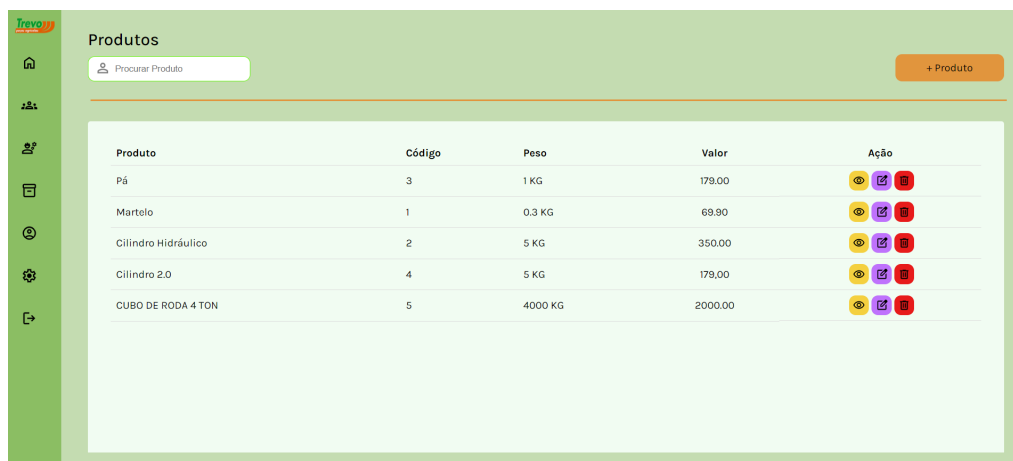 Trevo
Produtos
Procurar Produto
+ Produto
Produto Código Peso Valor Ação
Pá 3 1 KG 179.00
Martelo 1 0.3 KG 69.90
Cilindro Hidráulico 2 5 KG 350.00
Cilindro 2.0 4 5 KG 179,00
CUBO DE RODA 4 TON 5 4000 KG 2000.00